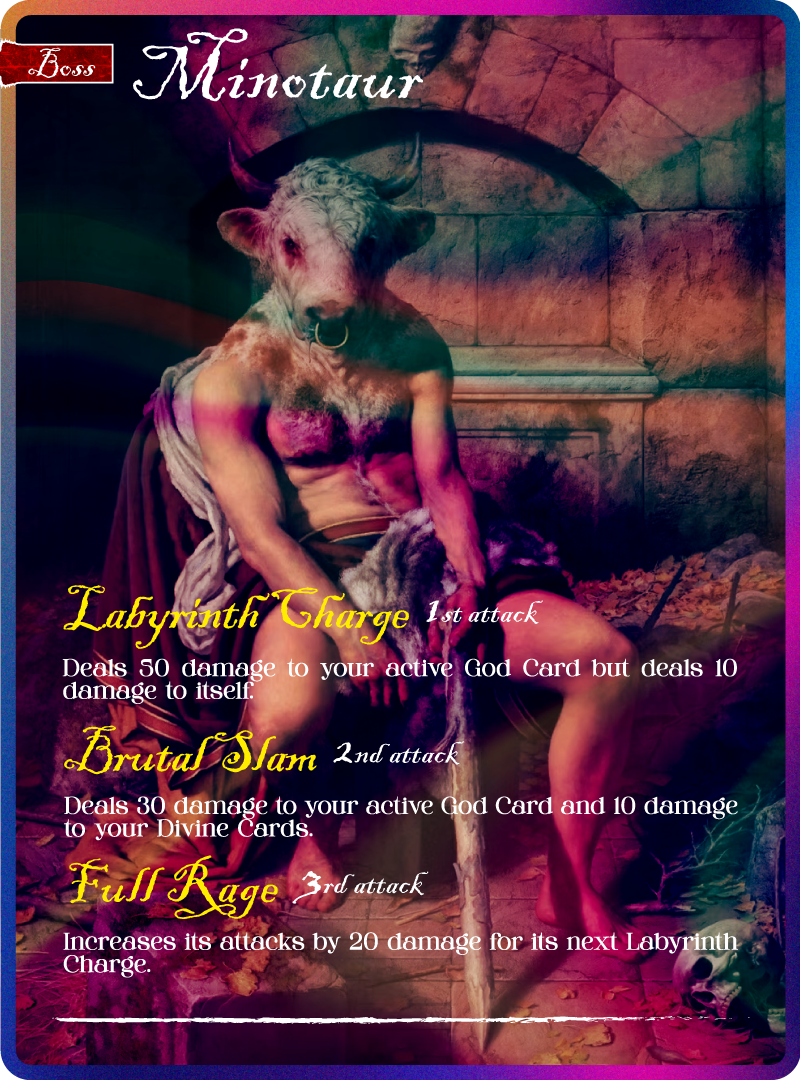 Boss
Minotaur
Labyrinth Charge 1st attack
Deals 50 damage to your active God Card but deals 10
damage to itself.
Brutal Slam 2nd attack
Deals 30 damage to your active God Card and 10 damage
to your Divine Cards.
Full Rage 3rd attack
Increases its attacks by 20 damage for its next Labyrinth
Charge.